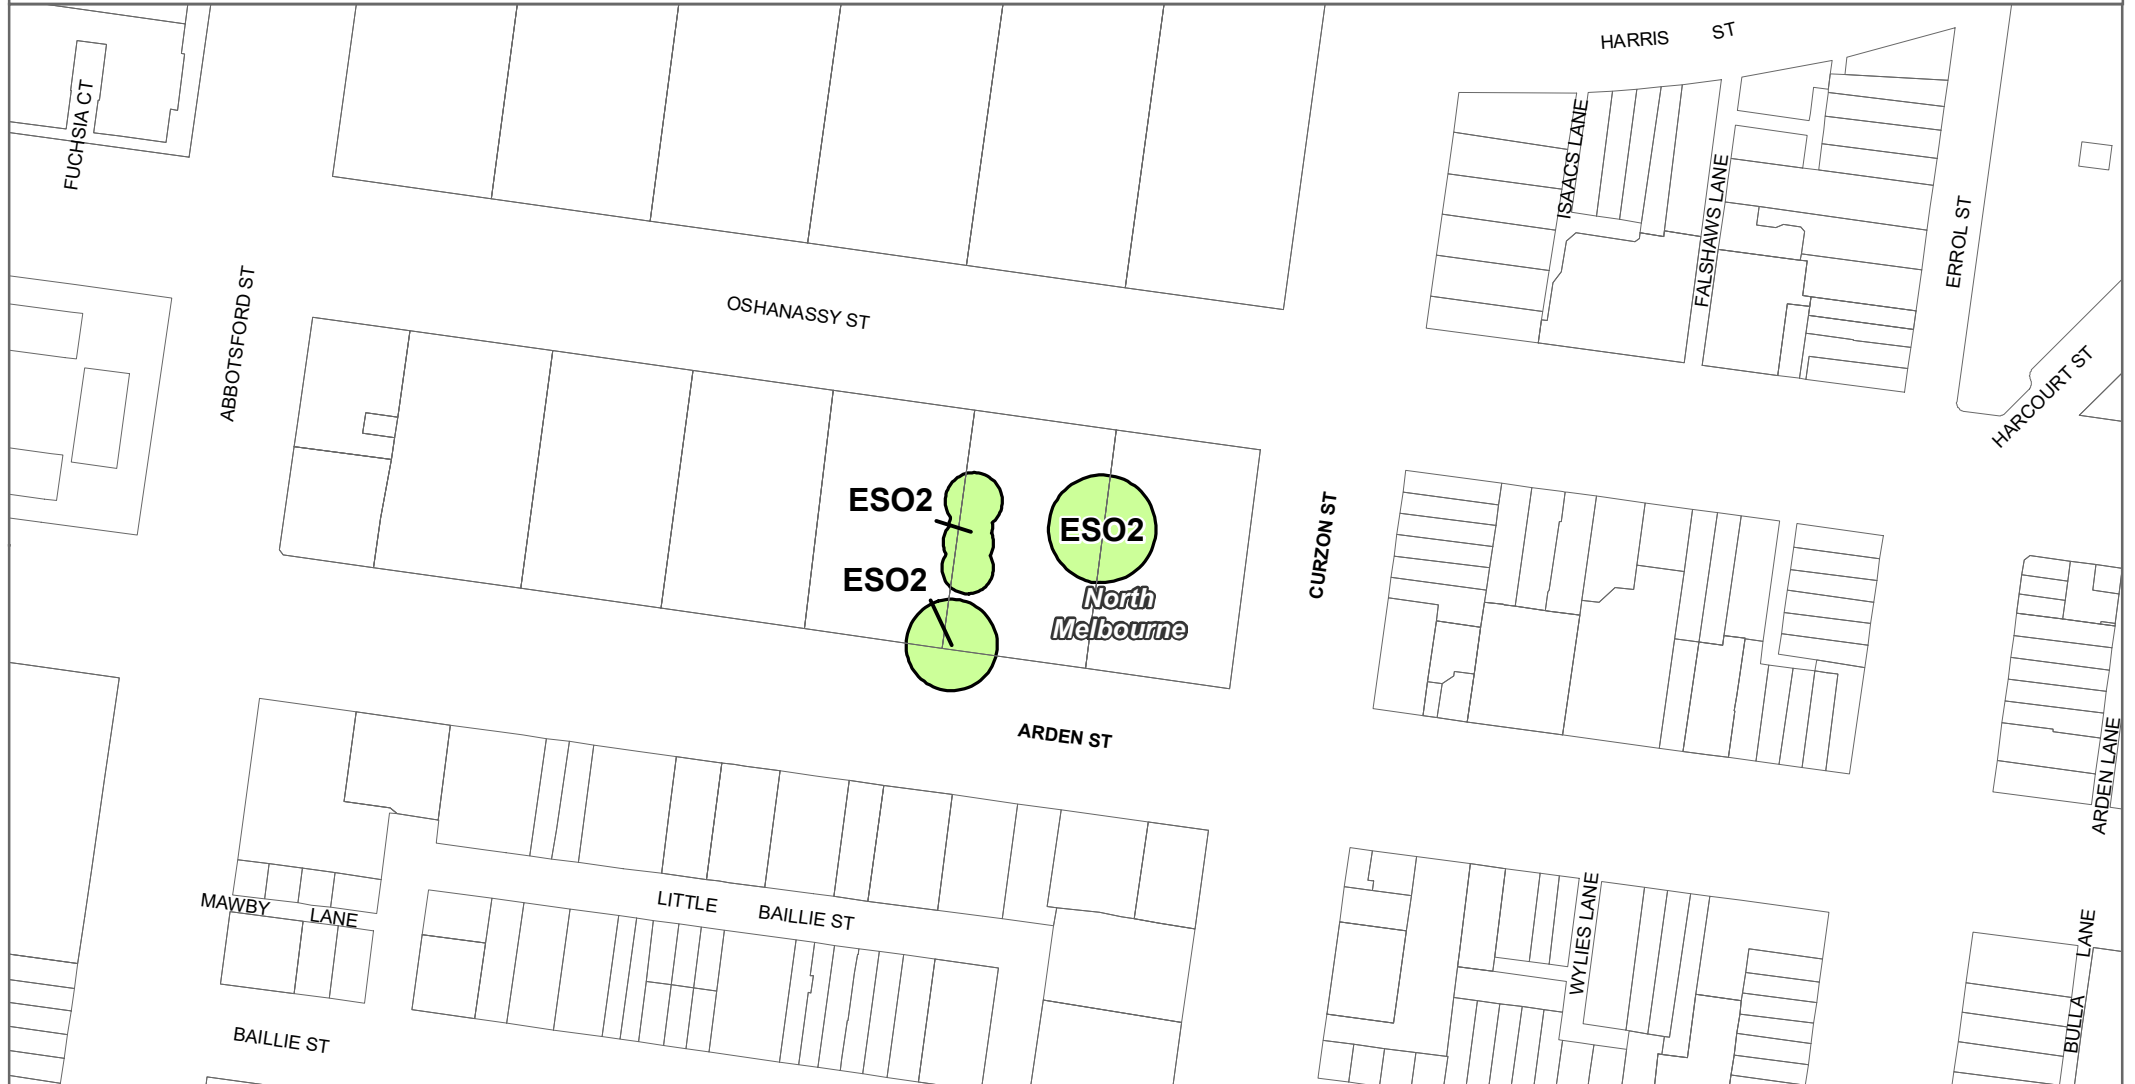 HARRIS ST
FUCHSIA CT
ISAACS LANE
FALSHAWS LANE
ERROL ST
ABBOTSFORD ST
OSHANASSY ST
HARCOURT ST
ESO2
ESO2
ESO2
CURZON ST
North
Melbourne
ARDEN ST
ARDEN LANE
LITTLE BAILLIE ST
MAWBY LANE
WYLIES LANE
BULLA LANE
BAILLIE ST